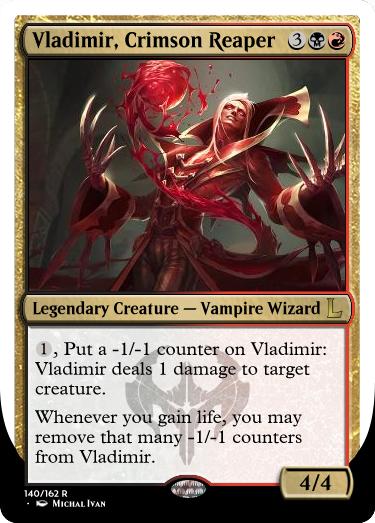 Vladimir, Crimson Reaper 3
Legendary Creature — Vampire Wizard L
1, Put a -1/-1 counter on Vladimir:
Vladimir deals 1 damage to target
creature.
Whenever you gain life, you may
remove that many -1/-1 counters
from Vladimir.
4/4
140/162 R
· Michal Ivan